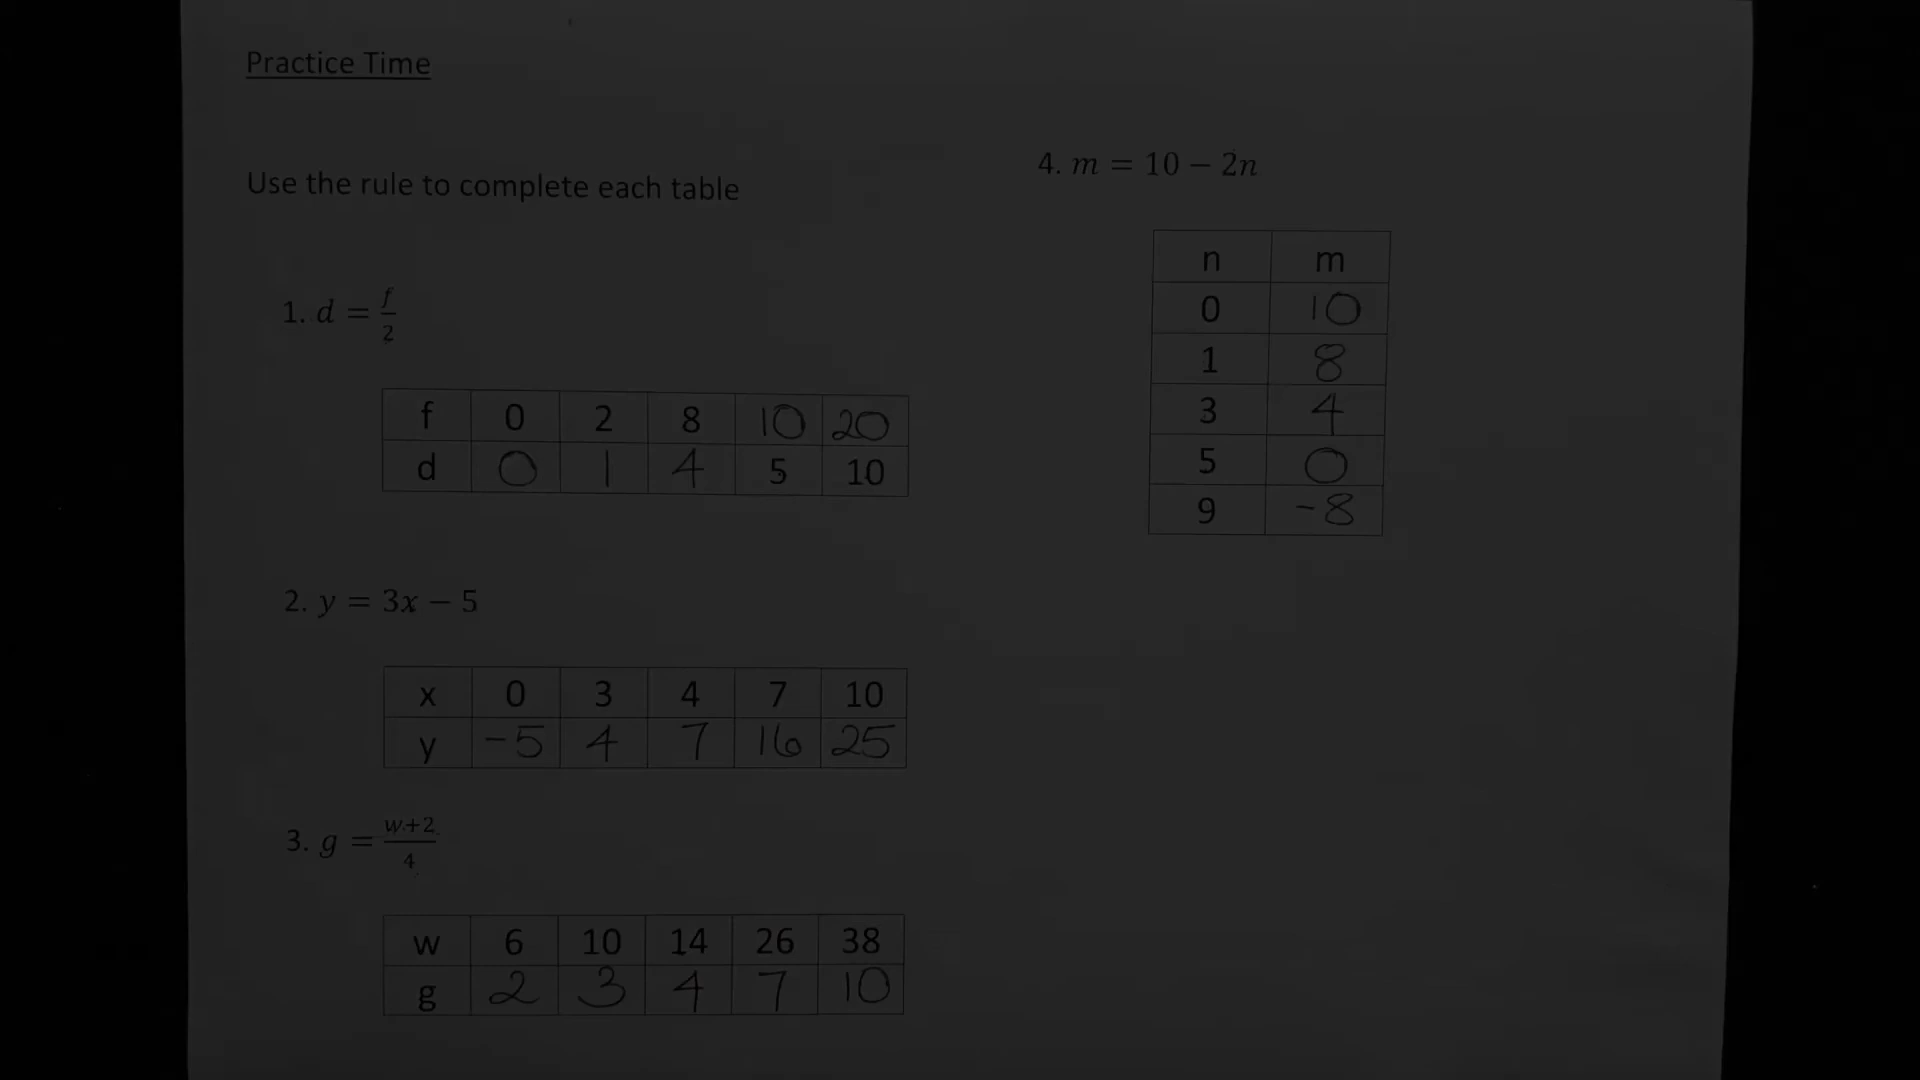 Practice Time
Use the rule to complete each table
1. d = f/2
f 0 2 8 10 20
d 0 1 4 5 10
2. y = 3x − 5
x 0 3 4 7 10
y -5 4 7 16 25
3. g = w+2/4
w 6 10 14 26 38
g 2 3 4 7 10
4. m = 10 − 2n
n m
0 10
1 8
3 4
5 0
9 -8